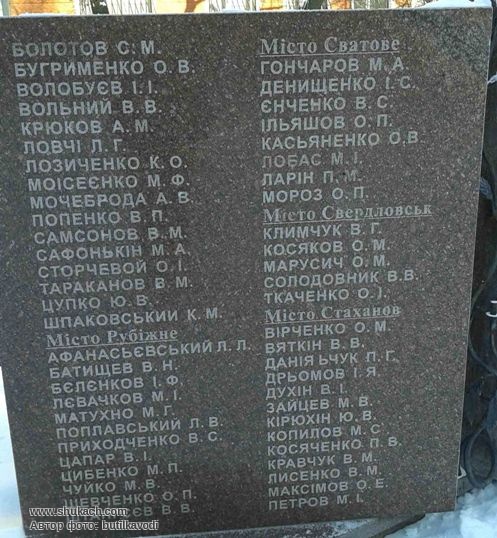 БОЛОТОВ С. М.
БУГРИМЕНКО О. В.
ВОЛОБУЄВ І. І.
ВОЛЬНИЙ В. В.
КРЮКОВ А. М.
ЛОВЧІ Л. Г.
ЛОЗИЧЕНКО К. О.
МОІСЕЄНКО М. Ф.
МОЧЕБРОДА А. В.
ПОПЕНКО В. П.
САМСОНОВ В. М.
САФОНЬКІН М. А.
СТОРЧЕВОЙ О. І.
ТАРАКАНОВ В. М.
ЦУПКО Ю. В.
ШПАКОВСЬКИЙ К. М.
Місто Рубіжне
АФАНАСЬЄВСЬКИЙ Л. Л.
БАТИЩЕВ В. Н.
БЄЛЄНКОВ І. Ф.
ЛЄВАЧКОВ М. І.
МАТУХНО М. Г.
ПОПЛАВСЬКИЙ Л. В.
ПРИХОДЧЕНКО В. С.
ЦАПАР В. І.
ЦИБЕНКО М. П.
ЧУЙКО М. В.
ШЕВЧЕНКО О. П.
В. В.
Місто Сватове
ГОНЧАРОВ М. А.
ДЕНИЩЕНКО І. С.
ЄНЧЕНКО В. С.
ІЛЬЯШОВ О. П.
КАСЬЯНЕНКО О. В
ЛОБАС М. І.
ЛАРІН П. М.
МОРОЗ О. П.
Місто Свердловськ
КЛИМЧУК В. Г.
КОСЯКОВ О. М.
МАРУСИЧ О. М.
СОЛОДОВНИК В. В.
ТКАЧЕНКО О. І.
Місто Стаханов
ВІРЧЕНКО О. М.
ВЯТКІН В. В.
ДАНІЯЛЬЧУК П. Г.
ДРЬОМОВ І. Я.
ДУХІН В. І.
ЗАЙЦЕВ М. В.
КІРЮХІН Ю. В.
КОПИЛОВ М. С.
КОСЯЧЕНКО П. В.
КРАВЧУК В. М.
ЛИСЕНКО В. М.
МАКСІМОВ О. Е.
ПЕТРОВ М. І.
www.shukach.com
Автор фото: butilkavodi